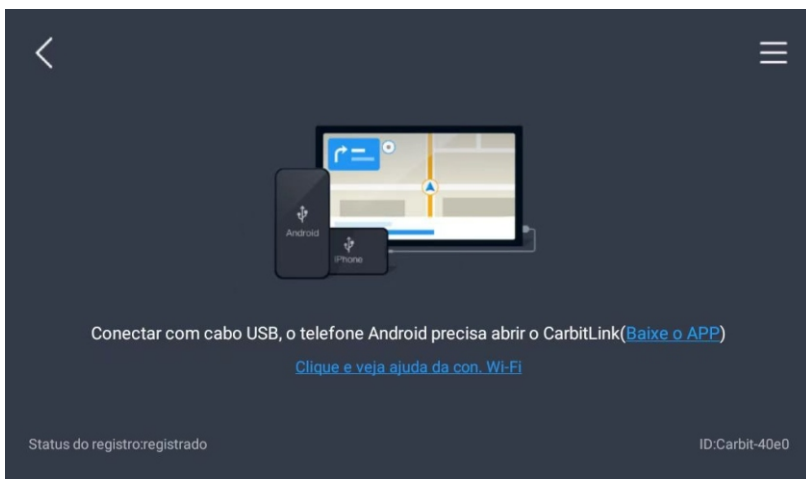 Android
iPhone
Conectar com cabo USB, o telefone Android precisa abrir o CarbitLink(Baixe o APP)
Clique e veja ajuda da con. Wi-Fi
Status do registro:registrado
ID:Carbit-40e0